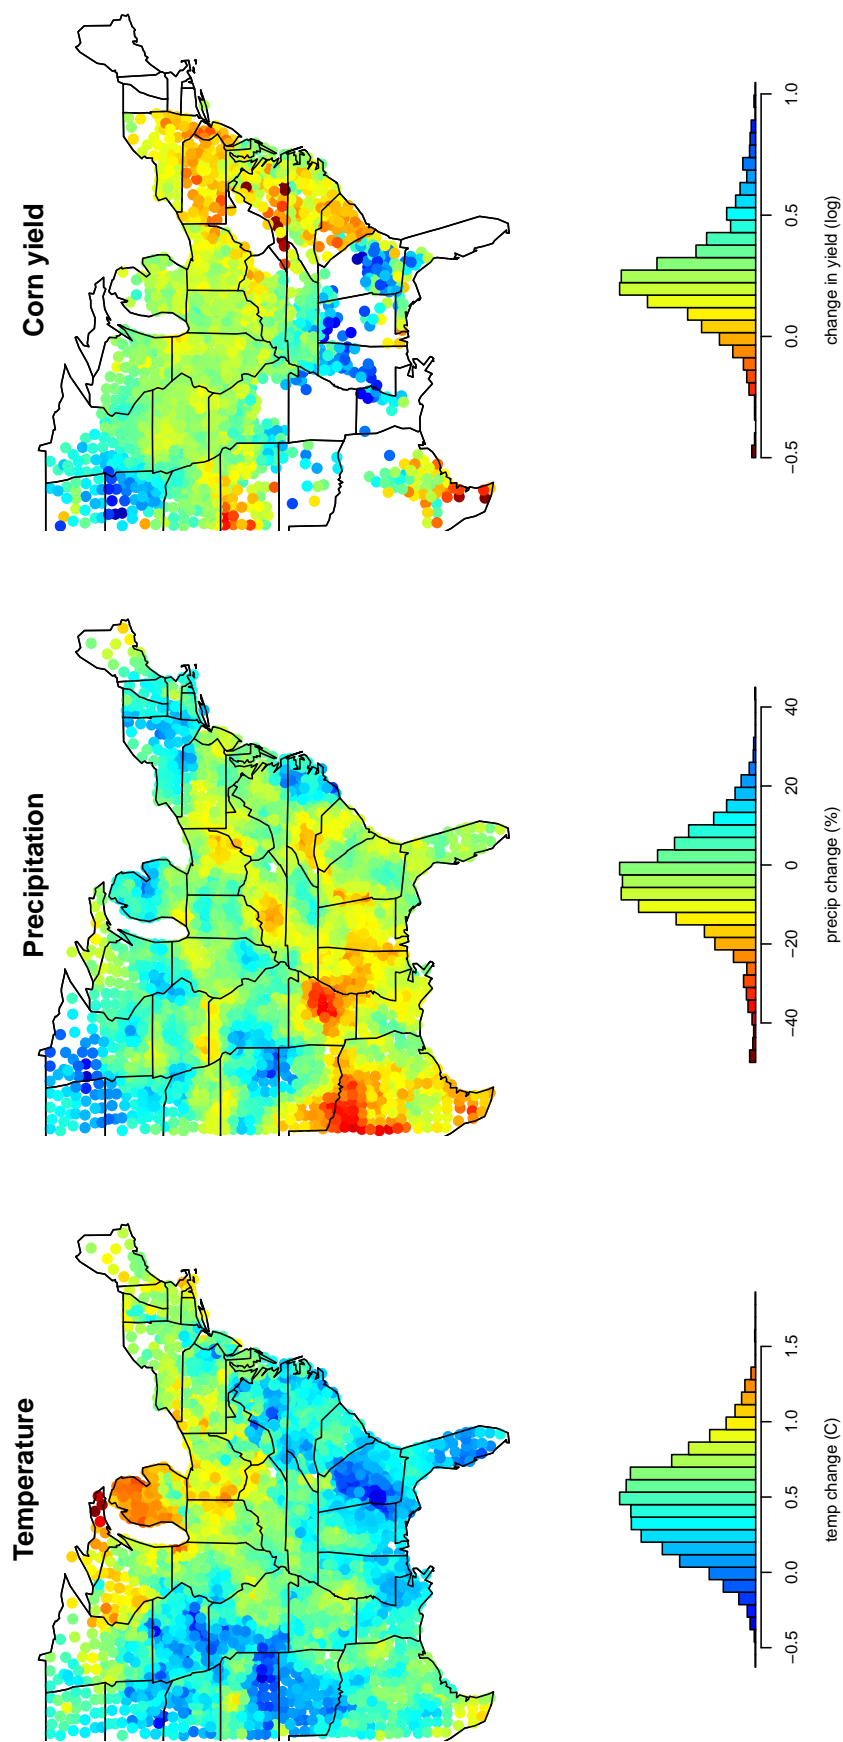 Temperature
Precipitation
Corn yield
−0.5 0.0 0.5 1.0 1.5
temp change (C)
−40 −20 0 20 40
precip change (%)
−0.5 0.0 0.5 1.0
change in yield (log)